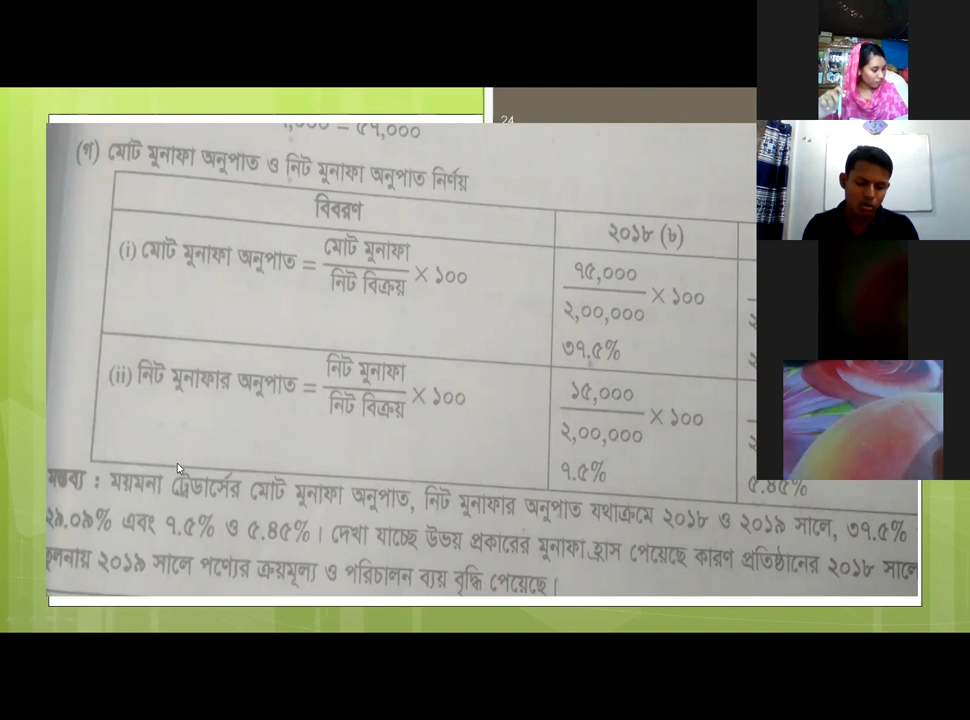 24
– ৫৭,০০০
(গ) মোট মুনাফা অনুপাত ও নিট মুনাফা অনুপাত নির্ণয়
বিবরণ
২০১৮ (৳)
(i) মোট মুনাফা অনুপাত = মোট মুনাফা / নিট বিক্রয় × ১০০
৭৫,০০০ / ২,০০,০০০ × ১০০
৩৭.৫%
(ii) নিট মুনাফার অনুপাত = নিট মুনাফা / নিট বিক্রয় × ১০০
১৫,০০০ / ২,০০,০০০ × ১০০
৭.৫%
৫.৪৫%
মন্তব্য : ময়মনা ট্রেডার্সের মোট মুনাফা অনুপাত, নিট মুনাফার অনুপাত যথাক্রমে ২০১৮ ও ২০১৯ সালে, ৩৭.৫%
২৯.০৯% এবং ৭.৫% ও ৫.৪৫%। দেখা যাচ্ছে উভয় প্রকারের মুনাফা হ্রাস পেয়েছে কারণ প্রতিষ্ঠানের ২০১৮ সালে
তুলনায় ২০১৯ সালে পণ্যের ক্রয়মূল্য ও পরিচালন ব্যয় বৃদ্ধি পেয়েছে।